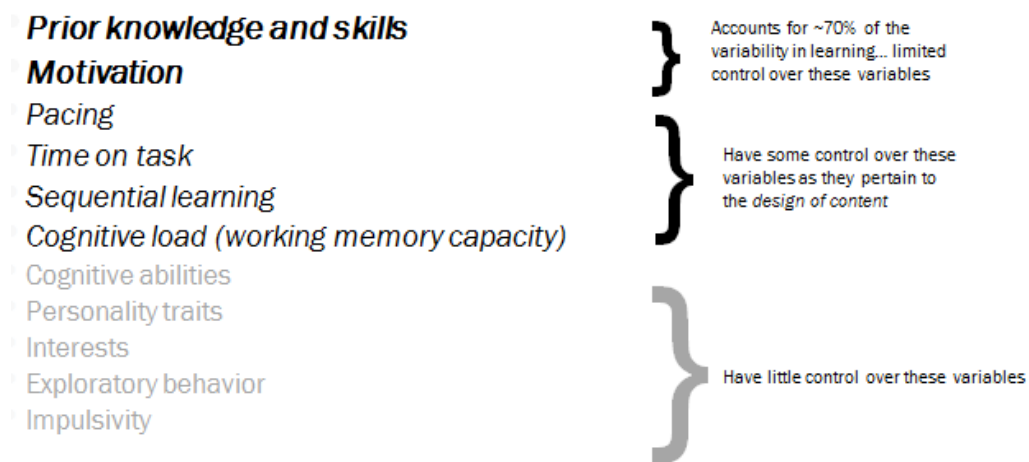 Prior knowledge and skills
Motivation
Pacing
Time on task
Sequential learning
Cognitive load (working memory capacity)
Cognitive abilities
Personality traits
Interests
Exploratory behavior
Impulsivity
Accounts for ~70% of the
variability in learning... limited
control over these variables
Have some control over these
variables as they pertain to
the design of content
Have little control over these variables